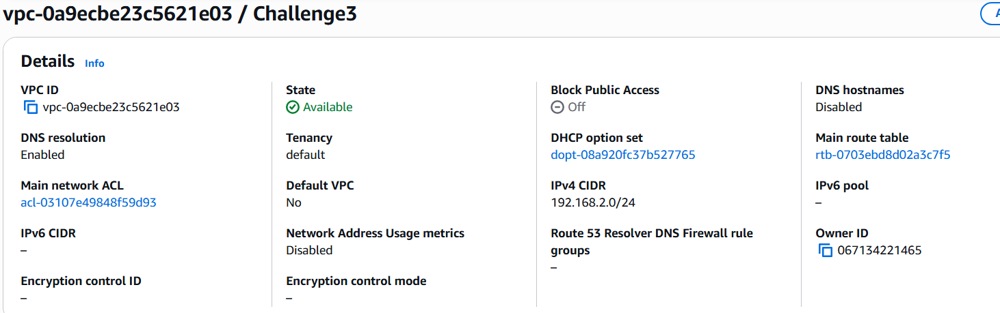 vpc-0a9ecbe23c5621e03 / Challenge3
A
Details Info
VPC ID
vpc-0a9ecbe23c5621e03
State
Available
Block Public Access
Off
DNS hostnames
Disabled
DNS resolution
Enabled
Tenancy
default
DHCP option set
dopt-08a920fc37b527765
Main route table
rtb-0703ebd8d02a3c7f5
Main network ACL
acl-03107e49848f59d93
Default VPC
No
IPv4 CIDR
192.168.2.0/24
IPv6 pool
–
IPv6 CIDR
–
Network Address Usage metrics
Disabled
Route 53 Resolver DNS Firewall rule
groups
–
Owner ID
067134221465
Encryption control ID
–
Encryption control mode
–